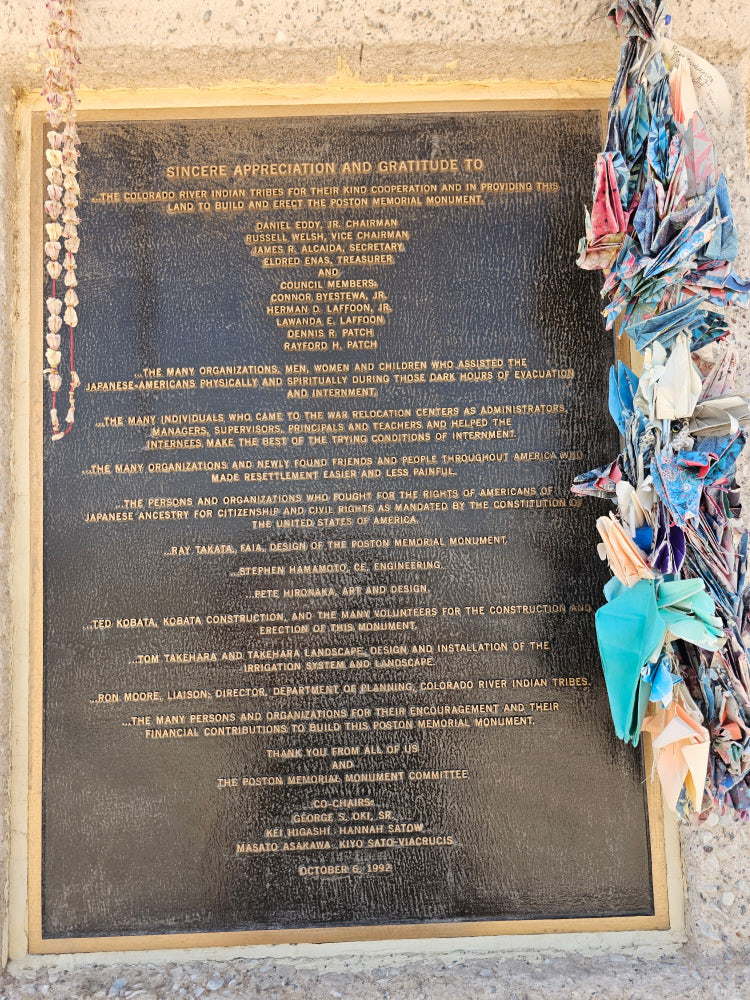 SINCERE APPRECIATION AND GRATITUDE TO
...THE COLORADO RIVER INDIAN TRIBES FOR THEIR KIND COOPERATION AND IN PROVIDING THIS
LAND TO BUILD AND ERECT THE POSTON MEMORIAL MONUMENT.
DANIEL EDDY, JR. CHAIRMAN
RUSSELL WELSH, VICE CHAIRMAN
JAMES R. ALCAIDA, SECRETARY
ELDRED ENAS, TREASURER
AND
COUNCIL MEMBERS:
CONNOR BYESTEWA, JR.
HERMAN D. LAFFOON, JR.
LAWANDA E. LAFFOON
DENNIS R. PATCH
RAYFORD H. PATCH
...THE MANY ORGANIZATIONS, MEN, WOMEN AND CHILDREN WHO ASSISTED THE
JAPANESE-AMERICANS PHYSICALLY AND SPIRITUALLY DURING THOSE DARK HOURS OF EVACUATION
AND INTERNMENT.
...THE MANY INDIVIDUALS WHO CAME TO THE WAR RELOCATION CENTERS AS ADMINISTRATORS,
MANAGERS, SUPERVISORS, PRINCIPALS AND TEACHERS AND HELPED THE
INTERNEES MAKE THE BEST OF THE TRYING CONDITIONS OF INTERNMENT.
...THE MANY ORGANIZATIONS AND NEWLY FOUND FRIENDS AND PEOPLE THROUGHOUT AMERICA WHO
MADE RESETTLEMENT EASIER AND LESS PAINFUL.
...THE PERSONS AND ORGANIZATIONS WHO FOUGHT FOR THE RIGHTS OF AMERICANS OF
JAPANESE ANCESTRY FOR CITIZENSHIP AND CIVIL RIGHTS AS MANDATED BY THE CONSTITUTION OF
THE UNITED STATES OF AMERICA.
...RAY TAKATA, FAIA, DESIGN OF THE POSTON MEMORIAL MONUMENT.
...STEPHEN HAMAMOTO, CE, ENGINEERING.
...PETE HIRONAKA, ART AND DESIGN.
...TED KOBATA, KOBATA CONSTRUCTION, AND THE MANY VOLUNTEERS FOR THE CONSTRUCTION AND
ERECTION OF THIS MONUMENT.
...TOM TAKEHARA AND TAKEHARA LANDSCAPE, DESIGN AND INSTALLATION OF THE
IRRIGATION SYSTEM AND LANDSCAPE.
...RON MOORE, LIAISON; DIRECTOR, DEPARTMENT OF PLANNING, COLORADO RIVER INDIAN TRIBES.
...THE MANY PERSONS AND ORGANIZATIONS FOR THEIR ENCOURAGEMENT AND THEIR
FINANCIAL CONTRIBUTIONS TO BUILD THIS POSTON MEMORIAL MONUMENT.
THANK YOU FROM ALL OF US
AND
THE POSTON MEMORIAL MONUMENT COMMITTEE
CO-CHAIRS:
GEORGE S. OKI, SR.
KEI HIGASHI HANNAH SATOW
MASATO ASAKAWA KIYO SATO-VIACRUCIS
OCTOBER 6, 1992